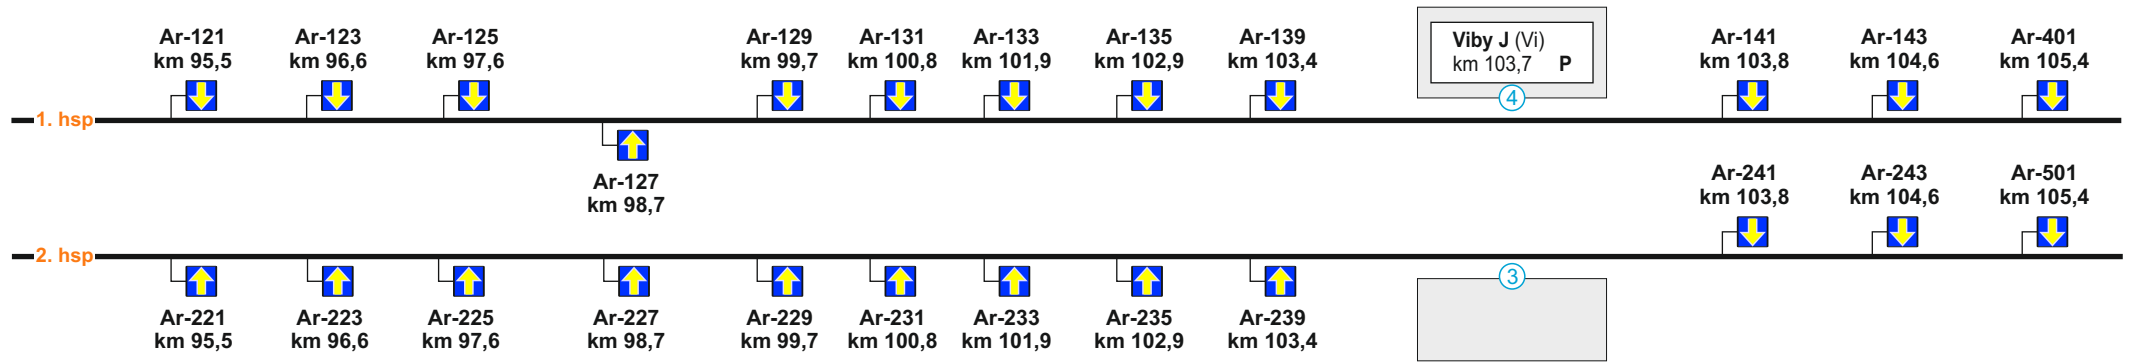 Ar-121 Ar-123 Ar-125 Ar-129 Ar-131 Ar-133 Ar-135 Ar-139 Viby J (Vi) Ar-141 Ar-143 Ar-401
km 95,5 km 96,6 km 97,6 km 99,7 km 100,8 km 101,9 km 102,9 km 103,4 km 103,7 P km 103,8 km 104,6 km 105,4
4
1. hsp
Ar-127
km 98,7
Ar-241 Ar-243 Ar-501
km 103,8 km 104,6 km 105,4
2. hsp
3
Ar-221 Ar-223 Ar-225 Ar-227 Ar-229 Ar-231 Ar-233 Ar-235 Ar-239
km 95,5 km 96,6 km 97,6 km 98,7 km 99,7 km 100,8 km 101,9 km 102,9 km 103,4